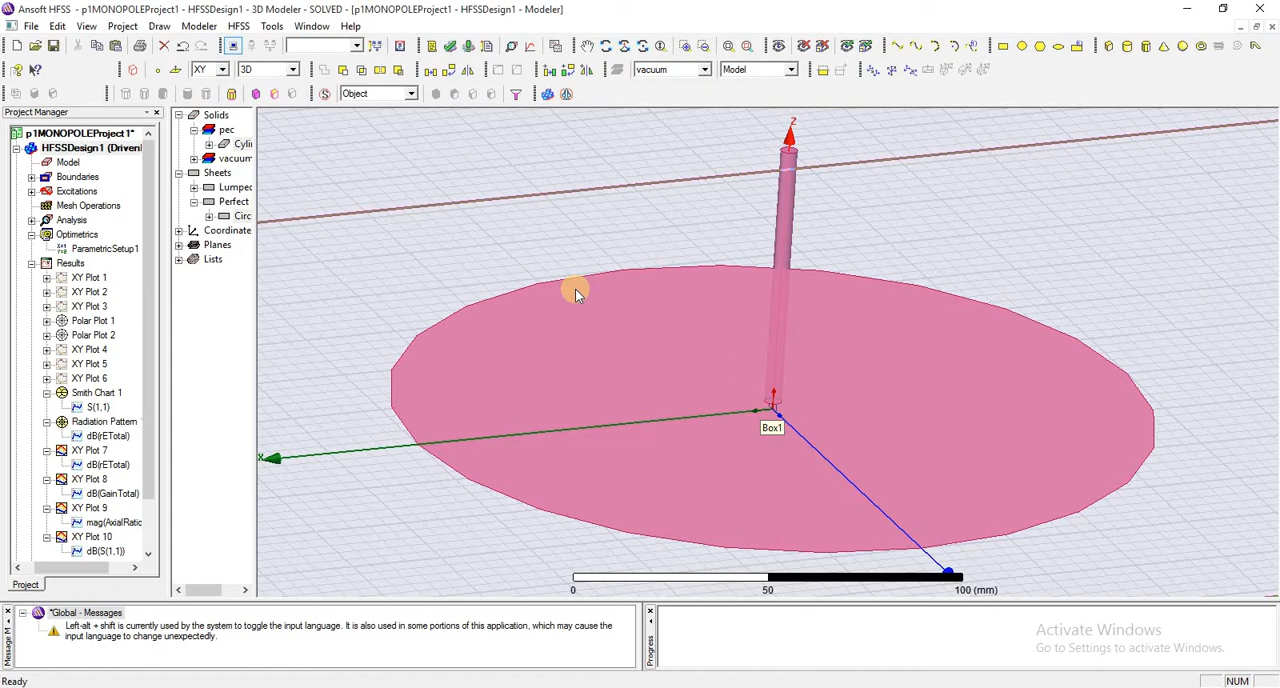 Ansoft HFSS - p1MONOPOLEProject1 - HFSSDesign1 - 3D Modeler - SOLVED - [p1MONOPOLEProject1 - HFSSDesign1 - Modeler]
File Edit View Project Draw Modeler HFSS Tools Window Help
XY 3D vacuum Model
Object
Project Manager
p1MONOPOLEProject1*
HFSSDesign1 (Driven
Model
Boundaries
Excitations
Mesh Operations
Analysis
Optimetrics
ParametricSetup1
Results
XY Plot 1
XY Plot 2
XY Plot 3
Polar Plot 1
Polar Plot 2
XY Plot 4
XY Plot 5
XY Plot 6
Smith Chart 1
S(1,1)
Radiation Pattern
dB(rETotal)
XY Plot 7
dB(rETotal)
XY Plot 8
dB(GainTotal)
XY Plot 9
mag(AxialRatio
XY Plot 10
dB(S(1,1))
Project
Solids
pec
Cylin
vacuum
Sheets
Lumped
Perfect
Circ
Coordinate
Planes
Lists
Z
X
Box1
0 50 100 (mm)
Message M
*Global - Messages
Left-alt + shift is currently used by the system to toggle the input language. It is also used in some portions of this application, which may cause the
input language to change unexpectedly.
Progress
Activate Windows
Go to Settings to activate Windows.
Ready
NUM